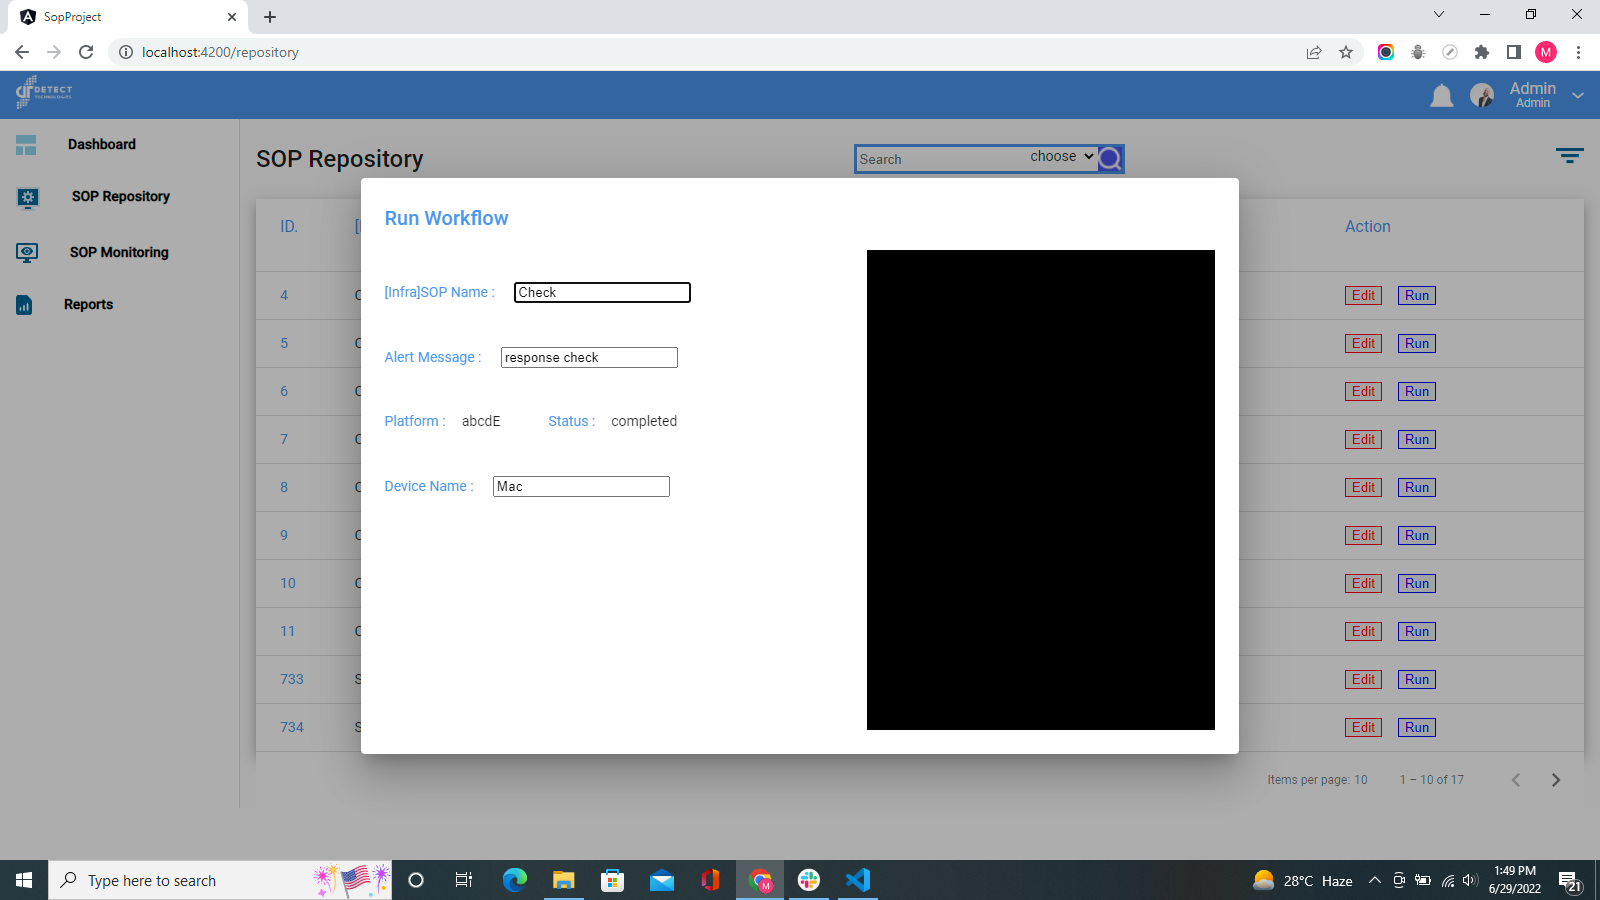 SopProject
localhost:4200/repository
M
DETECT
TECHNOLOGIES
Admin
Admin
Dashboard
SOP Repository
SOP Monitoring
Reports
SOP Repository
Search
choose
ID.
Action
4
Edit Run
5
Edit Run
6
Edit Run
7
Edit Run
8
Edit Run
9
Edit Run
10
Edit Run
11
Edit Run
733
Edit Run
734
Edit Run
Run Workflow
[Infra]SOP Name : Check
Alert Message : response check
Platform : abcdE Status : completed
Device Name : Mac
Items per page: 10 1 – 10 of 17
Type here to search
M
28°C Haze
1:49 PM
6/29/2022
21